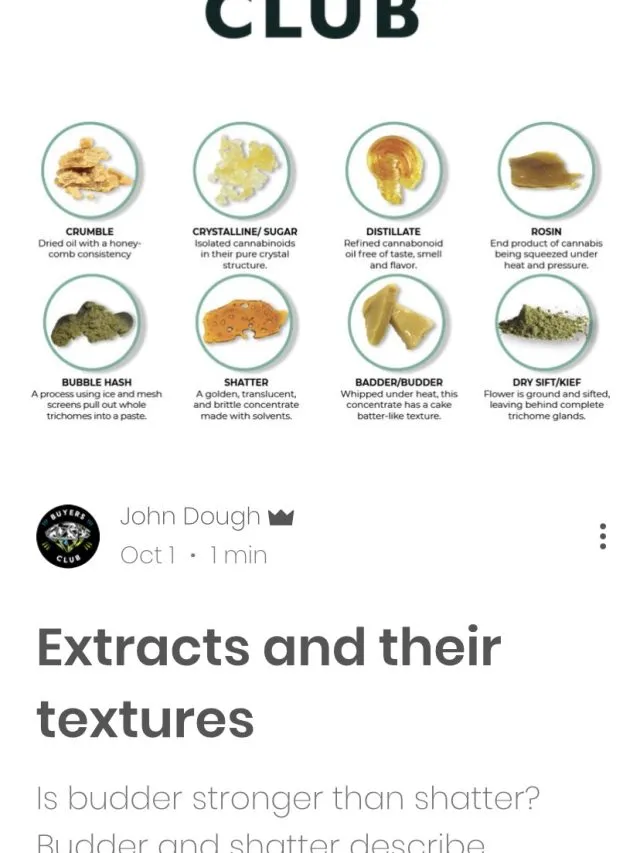 CLUB
CRUMBLE
Dried oil with a honey-
comb consistency
CRYSTALLINE/ SUGAR
Isolated cannabinoids
in their pure crystal
structure.
DISTILLATE
Refined cannabonoid
oil free of taste, smell
and flavor.
ROSIN
End product of cannabis
being squeezed under
heat and pressure.
BUBBLE HASH
A process using ice and mesh
screens pull out whole
trichomes into a paste.
SHATTER
A golden, translucent,
and brittle concentrate
made with solvents.
BADDER/BUDDER
Whipped under heat, this
concentrate has a cake
batter-like texture.
DRY SIFT/KIEF
Flower is ground and sifted,
leaving behind complete
trichome glands.
BUYERS
CLUB
John Dough
Oct 1 • 1 min
Extracts and their
textures
Is budder stronger than shatter?
Budder and shatter describe